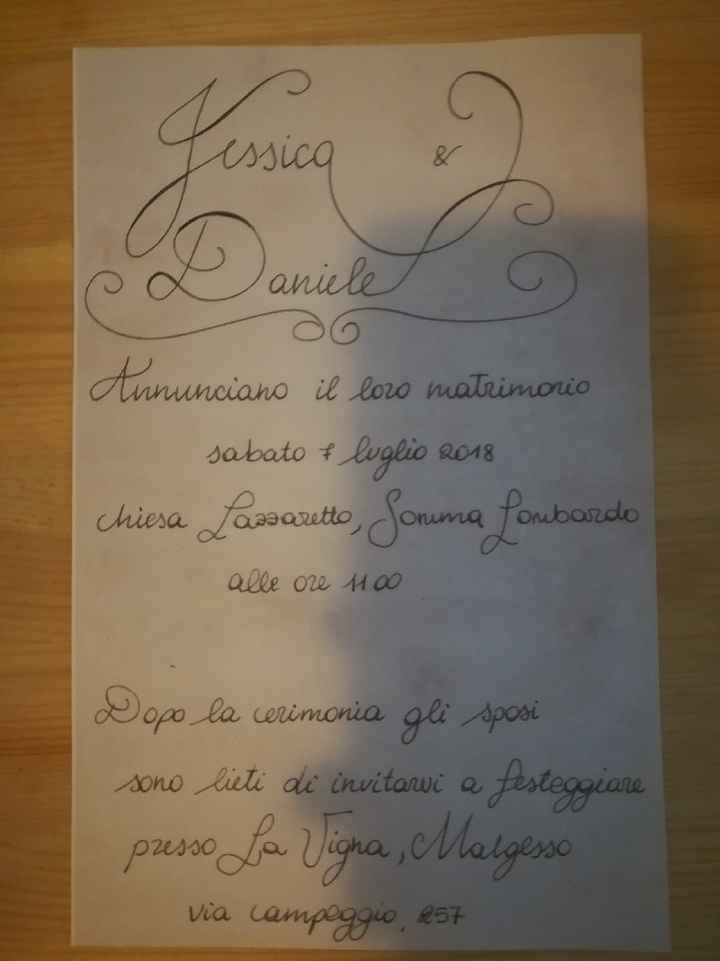 Jessica &
Daniele
Annunciano il loro matrimonio
sabato 7 luglio 2018
chiesa Lazzaretto, Somma Lombardo
alle ore 11 00
Dopo la cerimonia gli sposi
sono lieti di invitarvi a festeggiare
presso La Vigna, Malgesso
via campeggio, 257